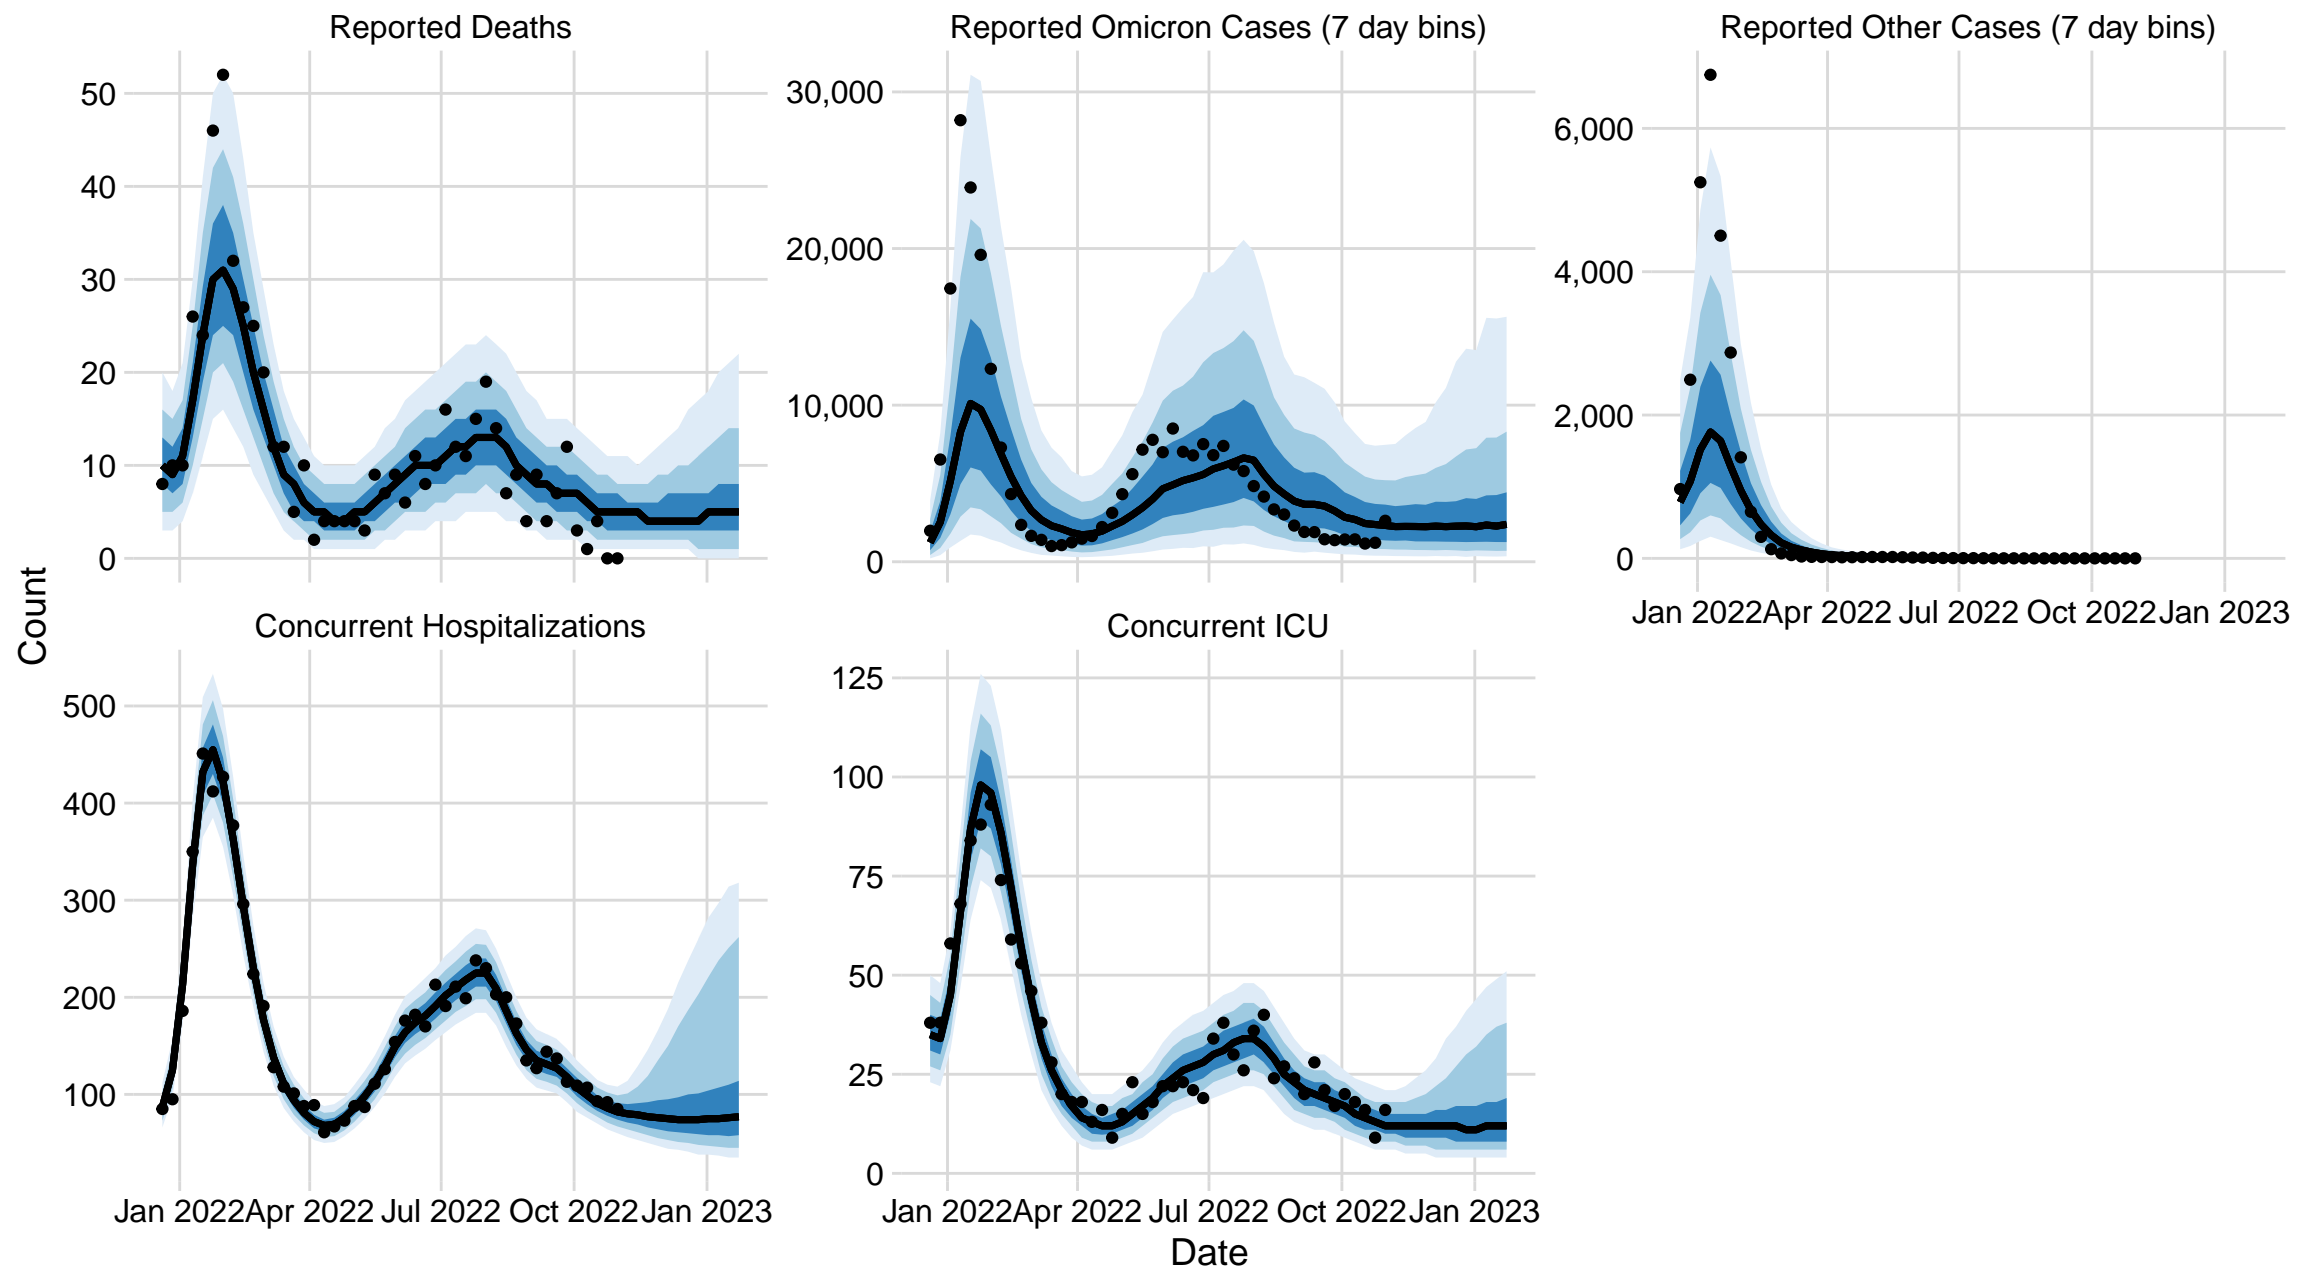 Reported Deaths
Reported Omicron Cases (7 day bins)
Reported Other Cases (7 day bins)
50
40
30
20
10
0
30,000
20,000
10,000
0
6,000
4,000
2,000
0
Jan 2022 Apr 2022 Jul 2022 Oct 2022 Jan 2023
Count
Concurrent Hospitalizations
Concurrent ICU
500
400
300
200
100
125
100
75
50
25
0
Jan 2022 Apr 2022 Jul 2022 Oct 2022 Jan 2023
Jan 2022 Apr 2022 Jul 2022 Oct 2022 Jan 2023
Date